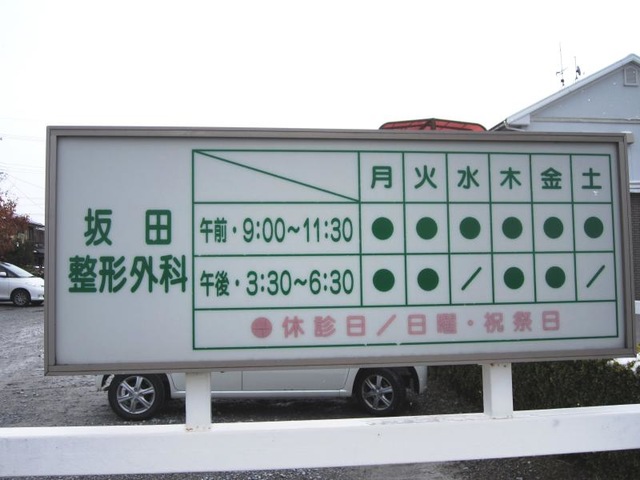 坂田
整形外科
月 火 水 木 金 土
午前・9:00～11:30 ● ● ● ● ● ●
午後・3:30～6:30 ● ● ／ ● ● ／
休診日／日曜・祝祭日